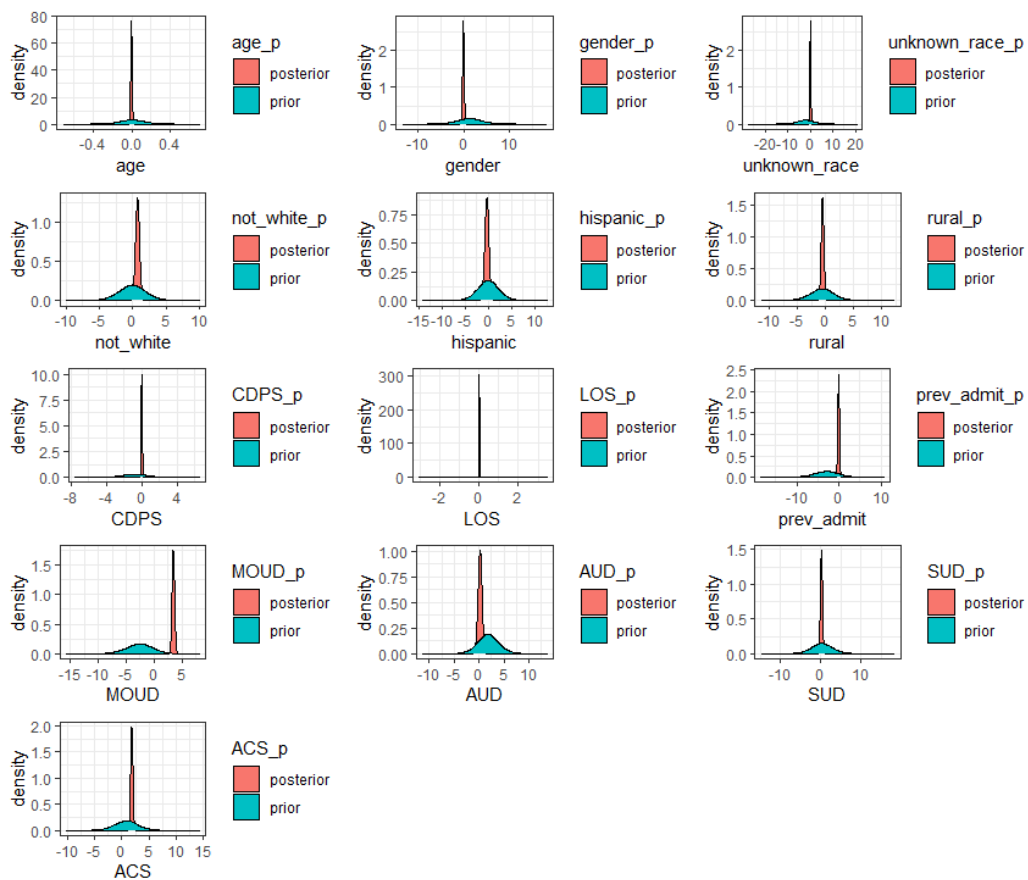 density
80
60
40
20
0
-0.4
0.0
0.4
age
age_p
posterior
prior
density
2
1
0
-10
0
10
gender
gender_p
posterior
prior
density
2
1
0
-20
-10
0
10
20
unknown_race
unknown_race_p
posterior
prior
density
1.0
0.5
0.0
-10
-5
0
5
10
not_white
not_white_p
posterior
prior
density
0.75
0.50
0.25
0.00
-15
-10
-5
0
5
10
hispanic
hispanic_p
posterior
prior
density
1.5
1.0
0.5
0.0
-10
-5
0
5
10
rural
rural_p
posterior
prior
density
10.0
7.5
5.0
2.5
0.0
-8
-4
0
4
CDPS
CDPS_p
posterior
prior
density
300
200
100
0
-2
0
2
LOS
LOS_p
posterior
prior
density
2.5
2.0
1.5
1.0
0.5
0.0
-10
0
10
prev_admit
prev_admit_p
posterior
prior
density
1.5
1.0
0.5
0.0
-15
-10
-5
0
5
MOUD
MOUD_p
posterior
prior
density
1.00
0.75
0.50
0.25
0.00
-10
-5
0
5
10
AUD
AUD_p
posterior
prior
density
1.5
1.0
0.5
0.0
-10
0
10
SUD
SUD_p
posterior
prior
density
2.0
1.5
1.0
0.5
0.0
-10
-5
0
5
10
15
ACS
ACS_p
posterior
prior